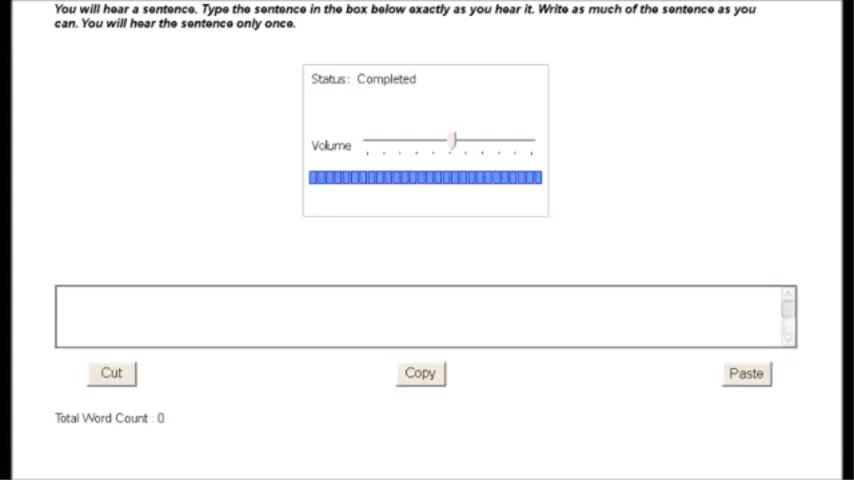 You will hear a sentence. Type the sentence in the box below exactly as you hear it. Write as much of the sentence as you
can. You will hear the sentence only once.
Status: Completed
Volume
Cut Copy Paste
Total Word Count : 0